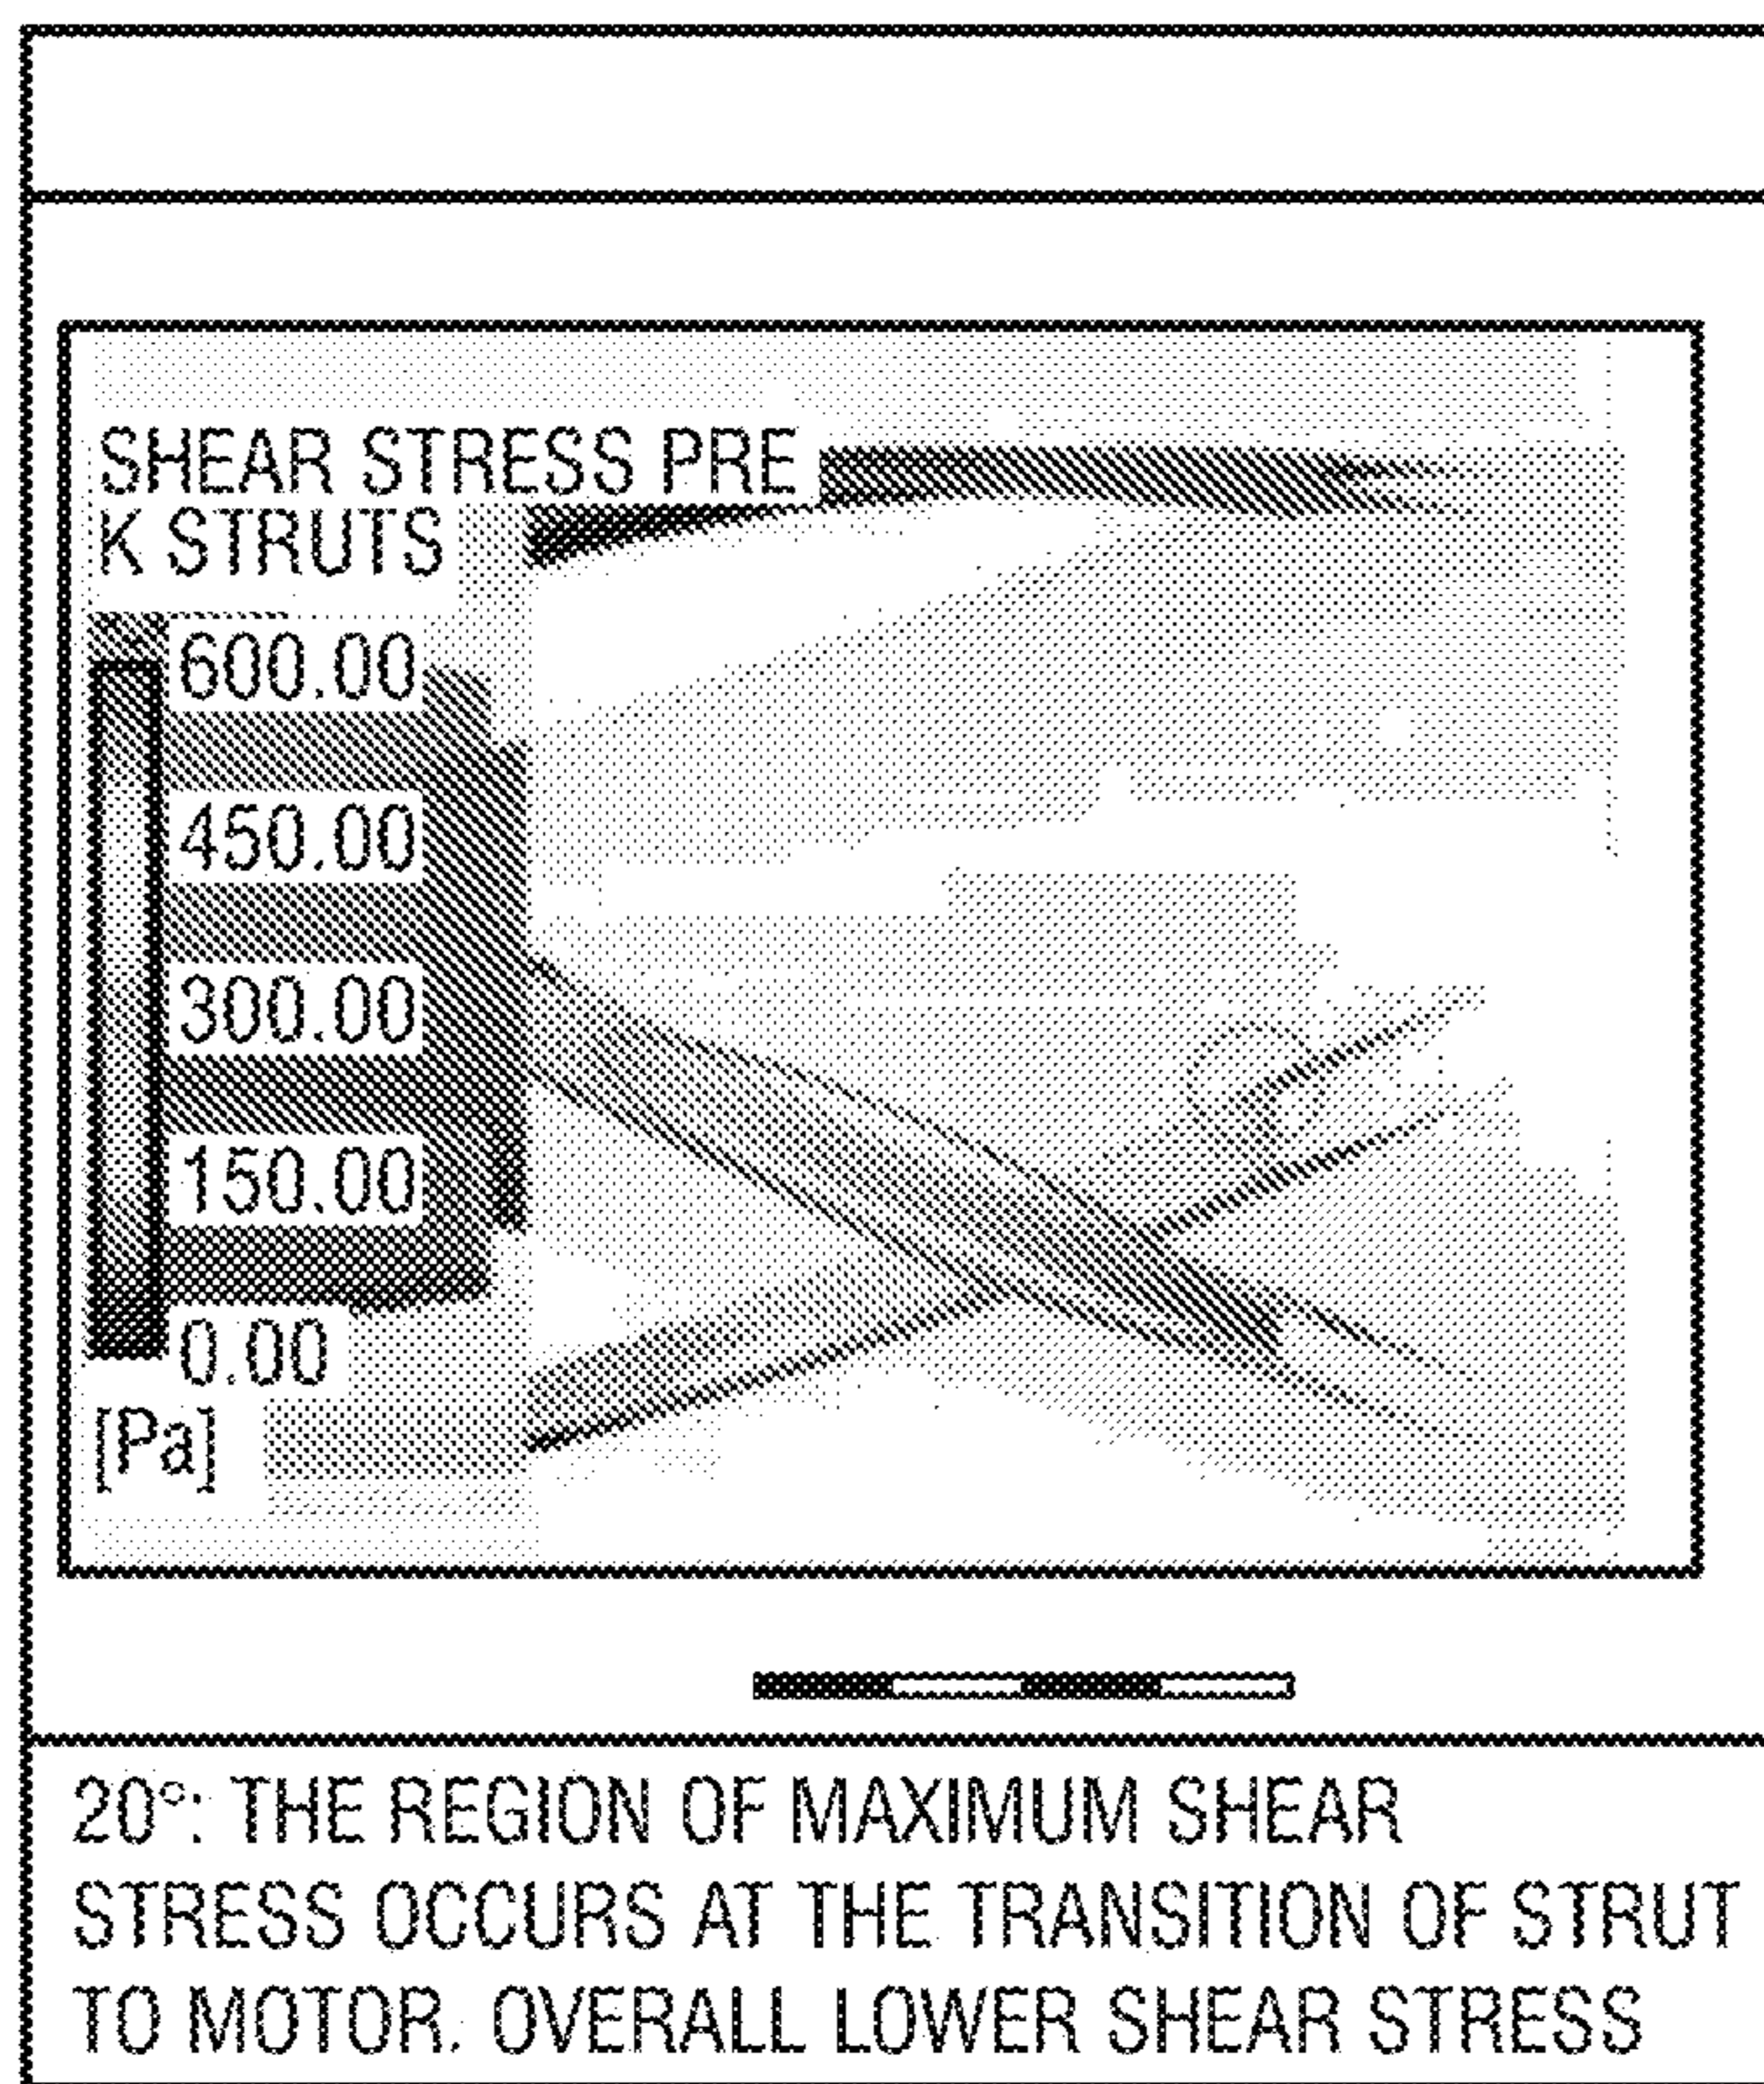 SHEAR STRESS PRE
K STRUTS
600.00
450.00
300.00
150.00
0.00
[Pa]
20°: THE REGION OF MAXIMUM SHEAR
STRESS OCCURS AT THE TRANSITION OF STRUT
TO MOTOR. OVERALL LOWER SHEAR STRESS